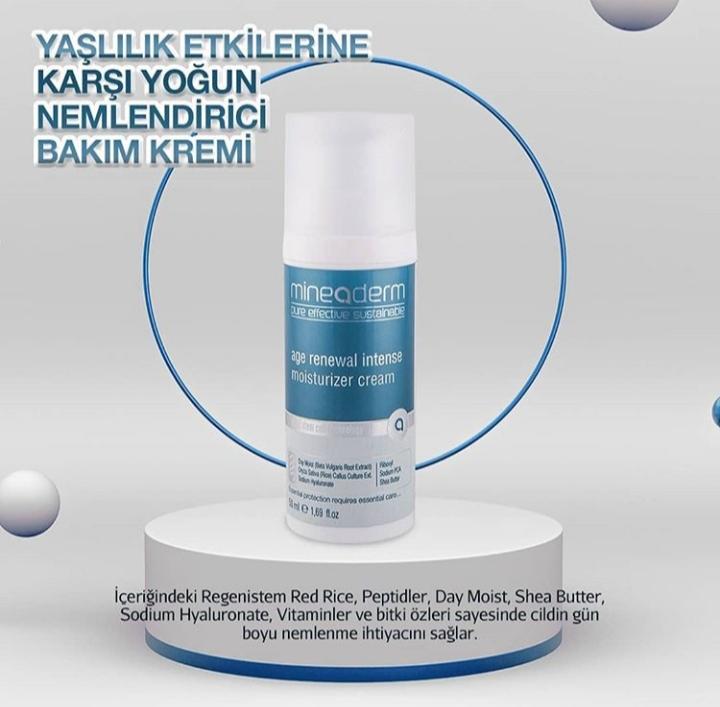 YAŞLILIK ETKİLERİNE
KARŞI YOĞUN
NEMLENDİRİCİ
BAKIM KREMİ
mineaderm
pure effective sustainable
age renewal intense
moisturizer cream
Day Moist (Beta Vulgaris Root Extract)
Oryza Sativa (Rice) Callus Culture Ext.
Sodium Hyaluronate
Riboxyl
Sodium PCA
Shea Butter
Essential protection requires essential care...
50 ml e 1,69 fl.oz
İçeriğindeki Regenistem Red Rice, Peptidler, Day Moist, Shea Butter,
Sodium Hyaluronate, Vitaminler ve bitki özleri sayesinde cildin gün
boyu nemlenme ihtiyacını sağlar.